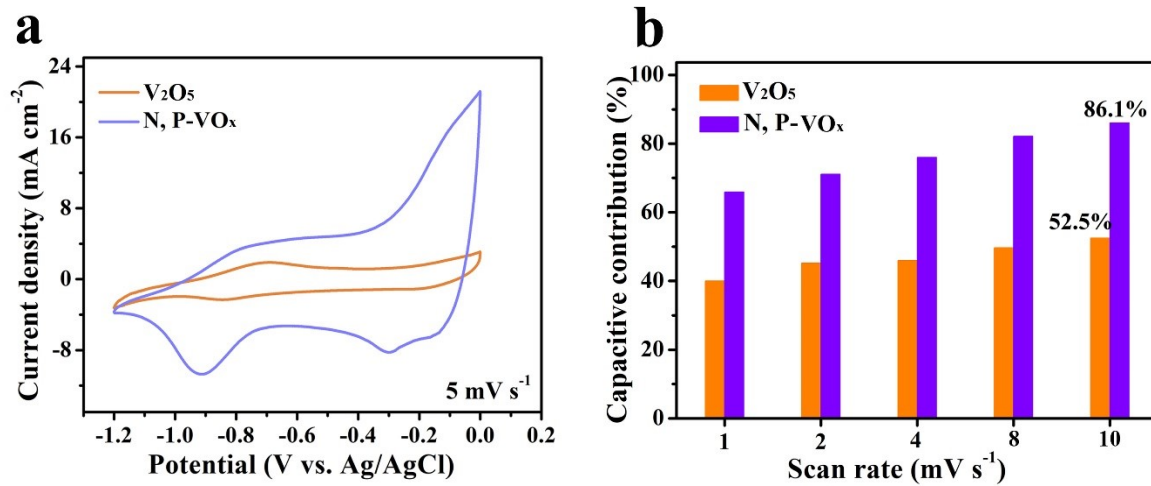 a
24
16
8
0
-8
Current density (mA cm⁻²)
V₂O₅
N, P-VOₓ
5 mV s⁻¹
-1.2 -1.0 -0.8 -0.6 -0.4 -0.2 0.0 0.2
Potential (V vs. Ag/AgCl)
b
100
80
60
40
20
0
Capacitive contribution (%)
V₂O₅
N, P-VOₓ
86.1%
52.5%
1 2 4 8 10
Scan rate (mV s⁻¹)